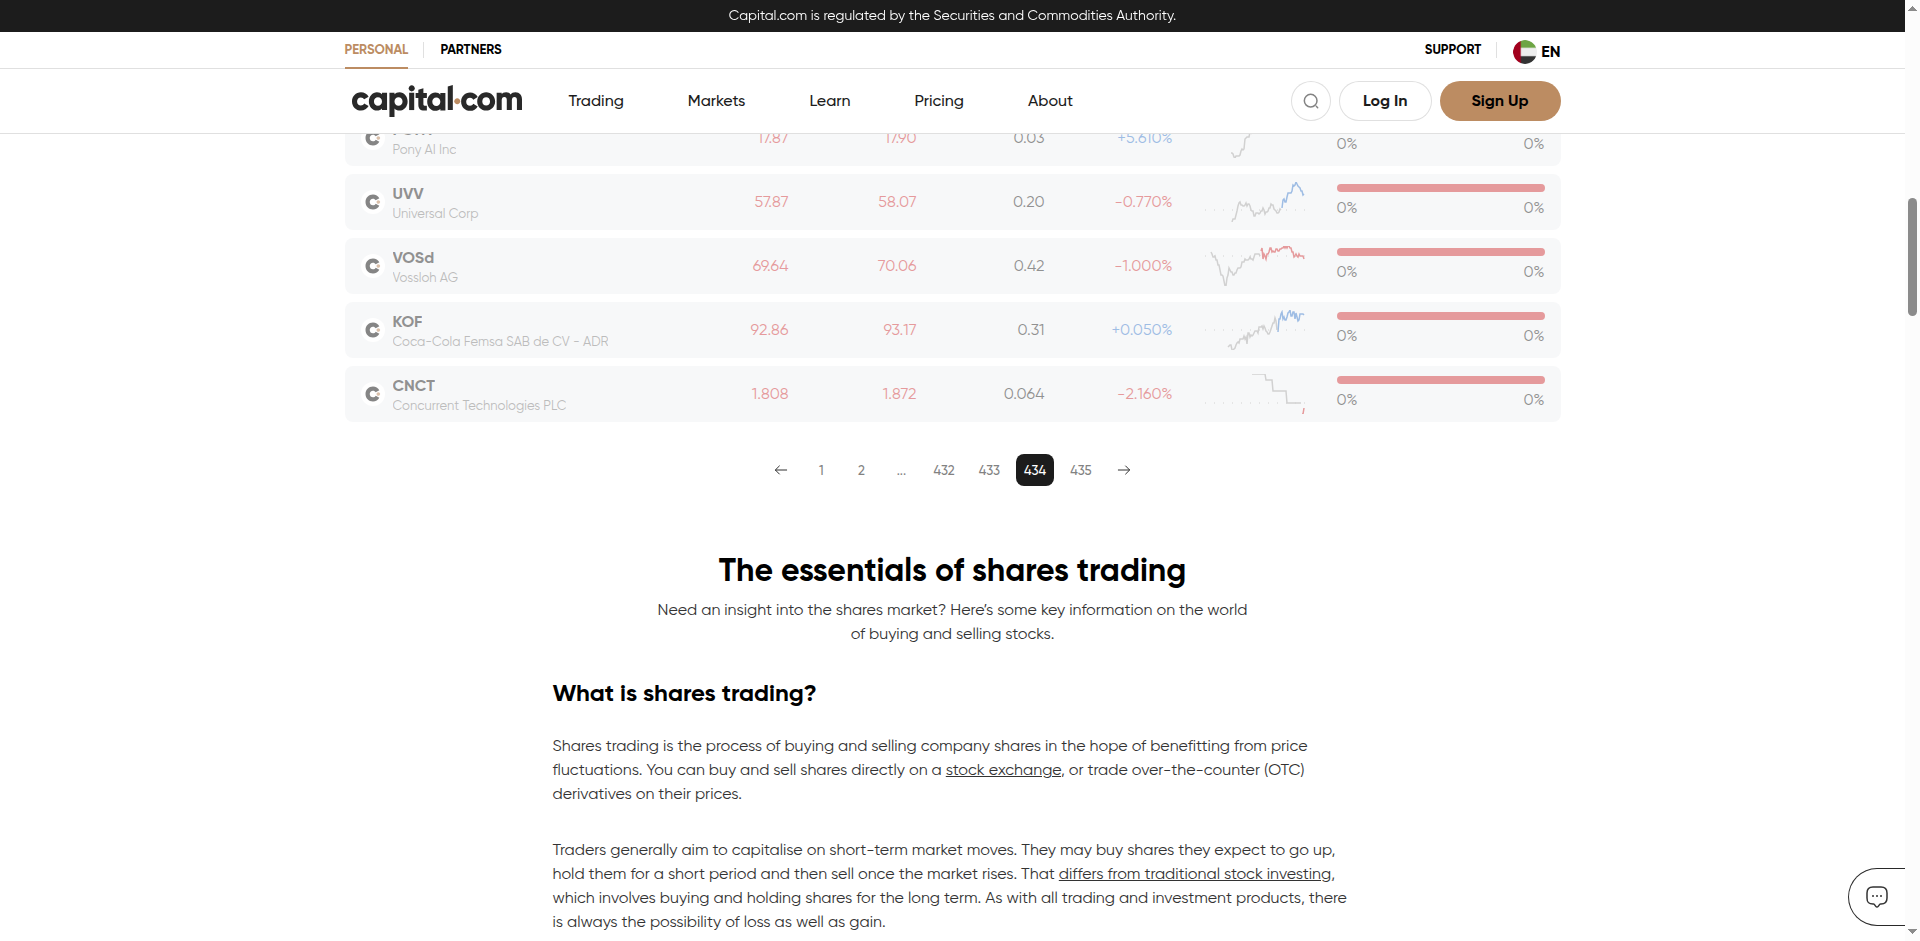 Capital.com is regulated by the Securities and Commodities Authority.
PERSONAL PARTNERS SUPPORT EN
capital.com Trading Markets Learn Pricing About Log In Sign Up
17.87 17.90 0.03 +5.610%
Pony AI Inc 0% 0%
UVV
57.87 58.07 0.20 -0.770%
Universal Corp 0% 0%
VOSd
69.64 70.06 0.42 -1.000%
Vossloh AG 0% 0%
KOF
92.86 93.17 0.31 +0.050%
Coca-Cola Femsa SAB de CV - ADR 0% 0%
CNCT
1.808 1.872 0.064 -2.160%
Concurrent Technologies PLC 0% 0%
1 2 ... 432 433 434 435
The essentials of shares trading
Need an insight into the shares market? Here's some key information on the world
of buying and selling stocks.
What is shares trading?
Shares trading is the process of buying and selling company shares in the hope of benefitting from price
fluctuations. You can buy and sell shares directly on a stock exchange, or trade over-the-counter (OTC)
derivatives on their prices.
Traders generally aim to capitalise on short-term market moves. They may buy shares they expect to go up,
hold them for a short period and then sell once the market rises. That differs from traditional stock investing,
which involves buying and holding shares for the long term. As with all trading and investment products, there
is always the possibility of loss as well as gain.